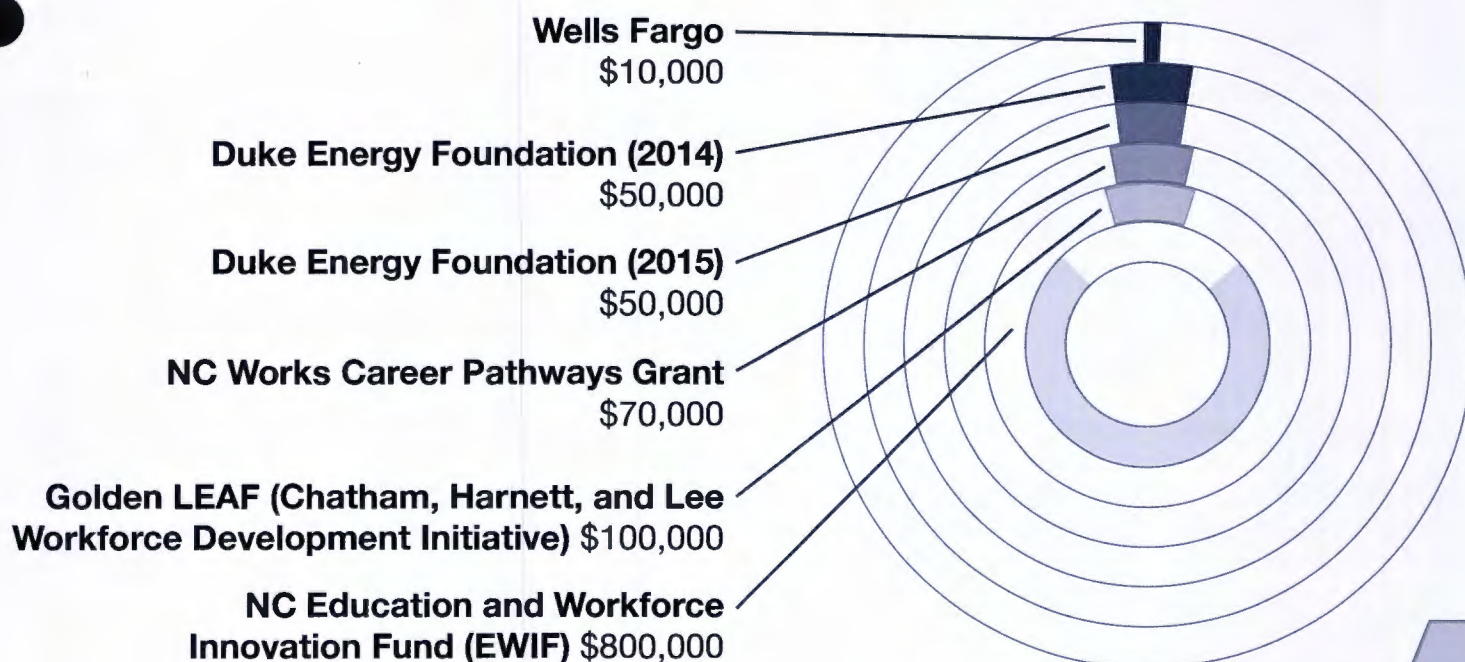 Wells Fargo
$10,000
Duke Energy Foundation (2014)
$50,000
Duke Energy Foundation (2015)
$50,000
NC Works Career Pathways Grant
$70,000
Golden LEAF (Chatham, Harnett, and Lee
Workforce Development Initiative) $100,000
NC Education and Workforce
Innovation Fund (EWIF) $800,000